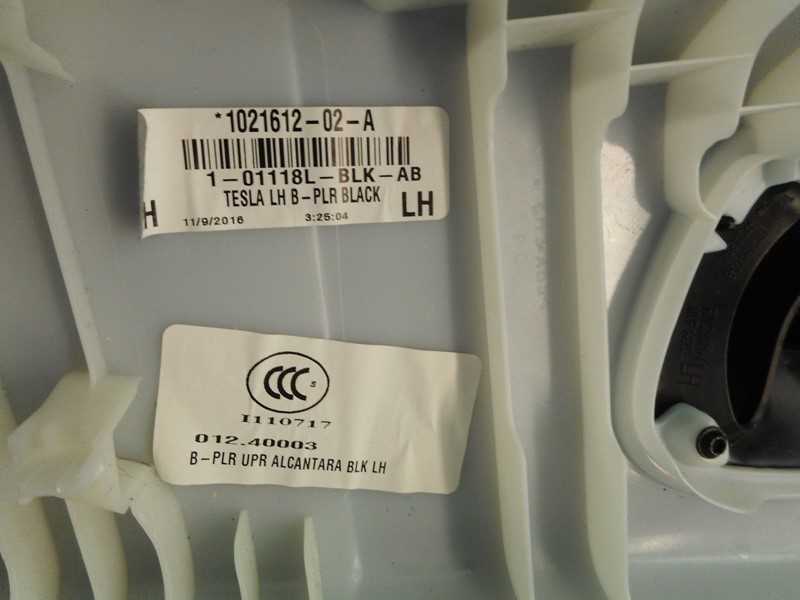 *1021612-02-A
1-01118L-BLK-AB
TESLA LH B-PLR BLACK
H
LH
11/9/2016 3:25:04
CCC S
I110717
012.40003
B-PLR UPR ALCANTARA BLK LH